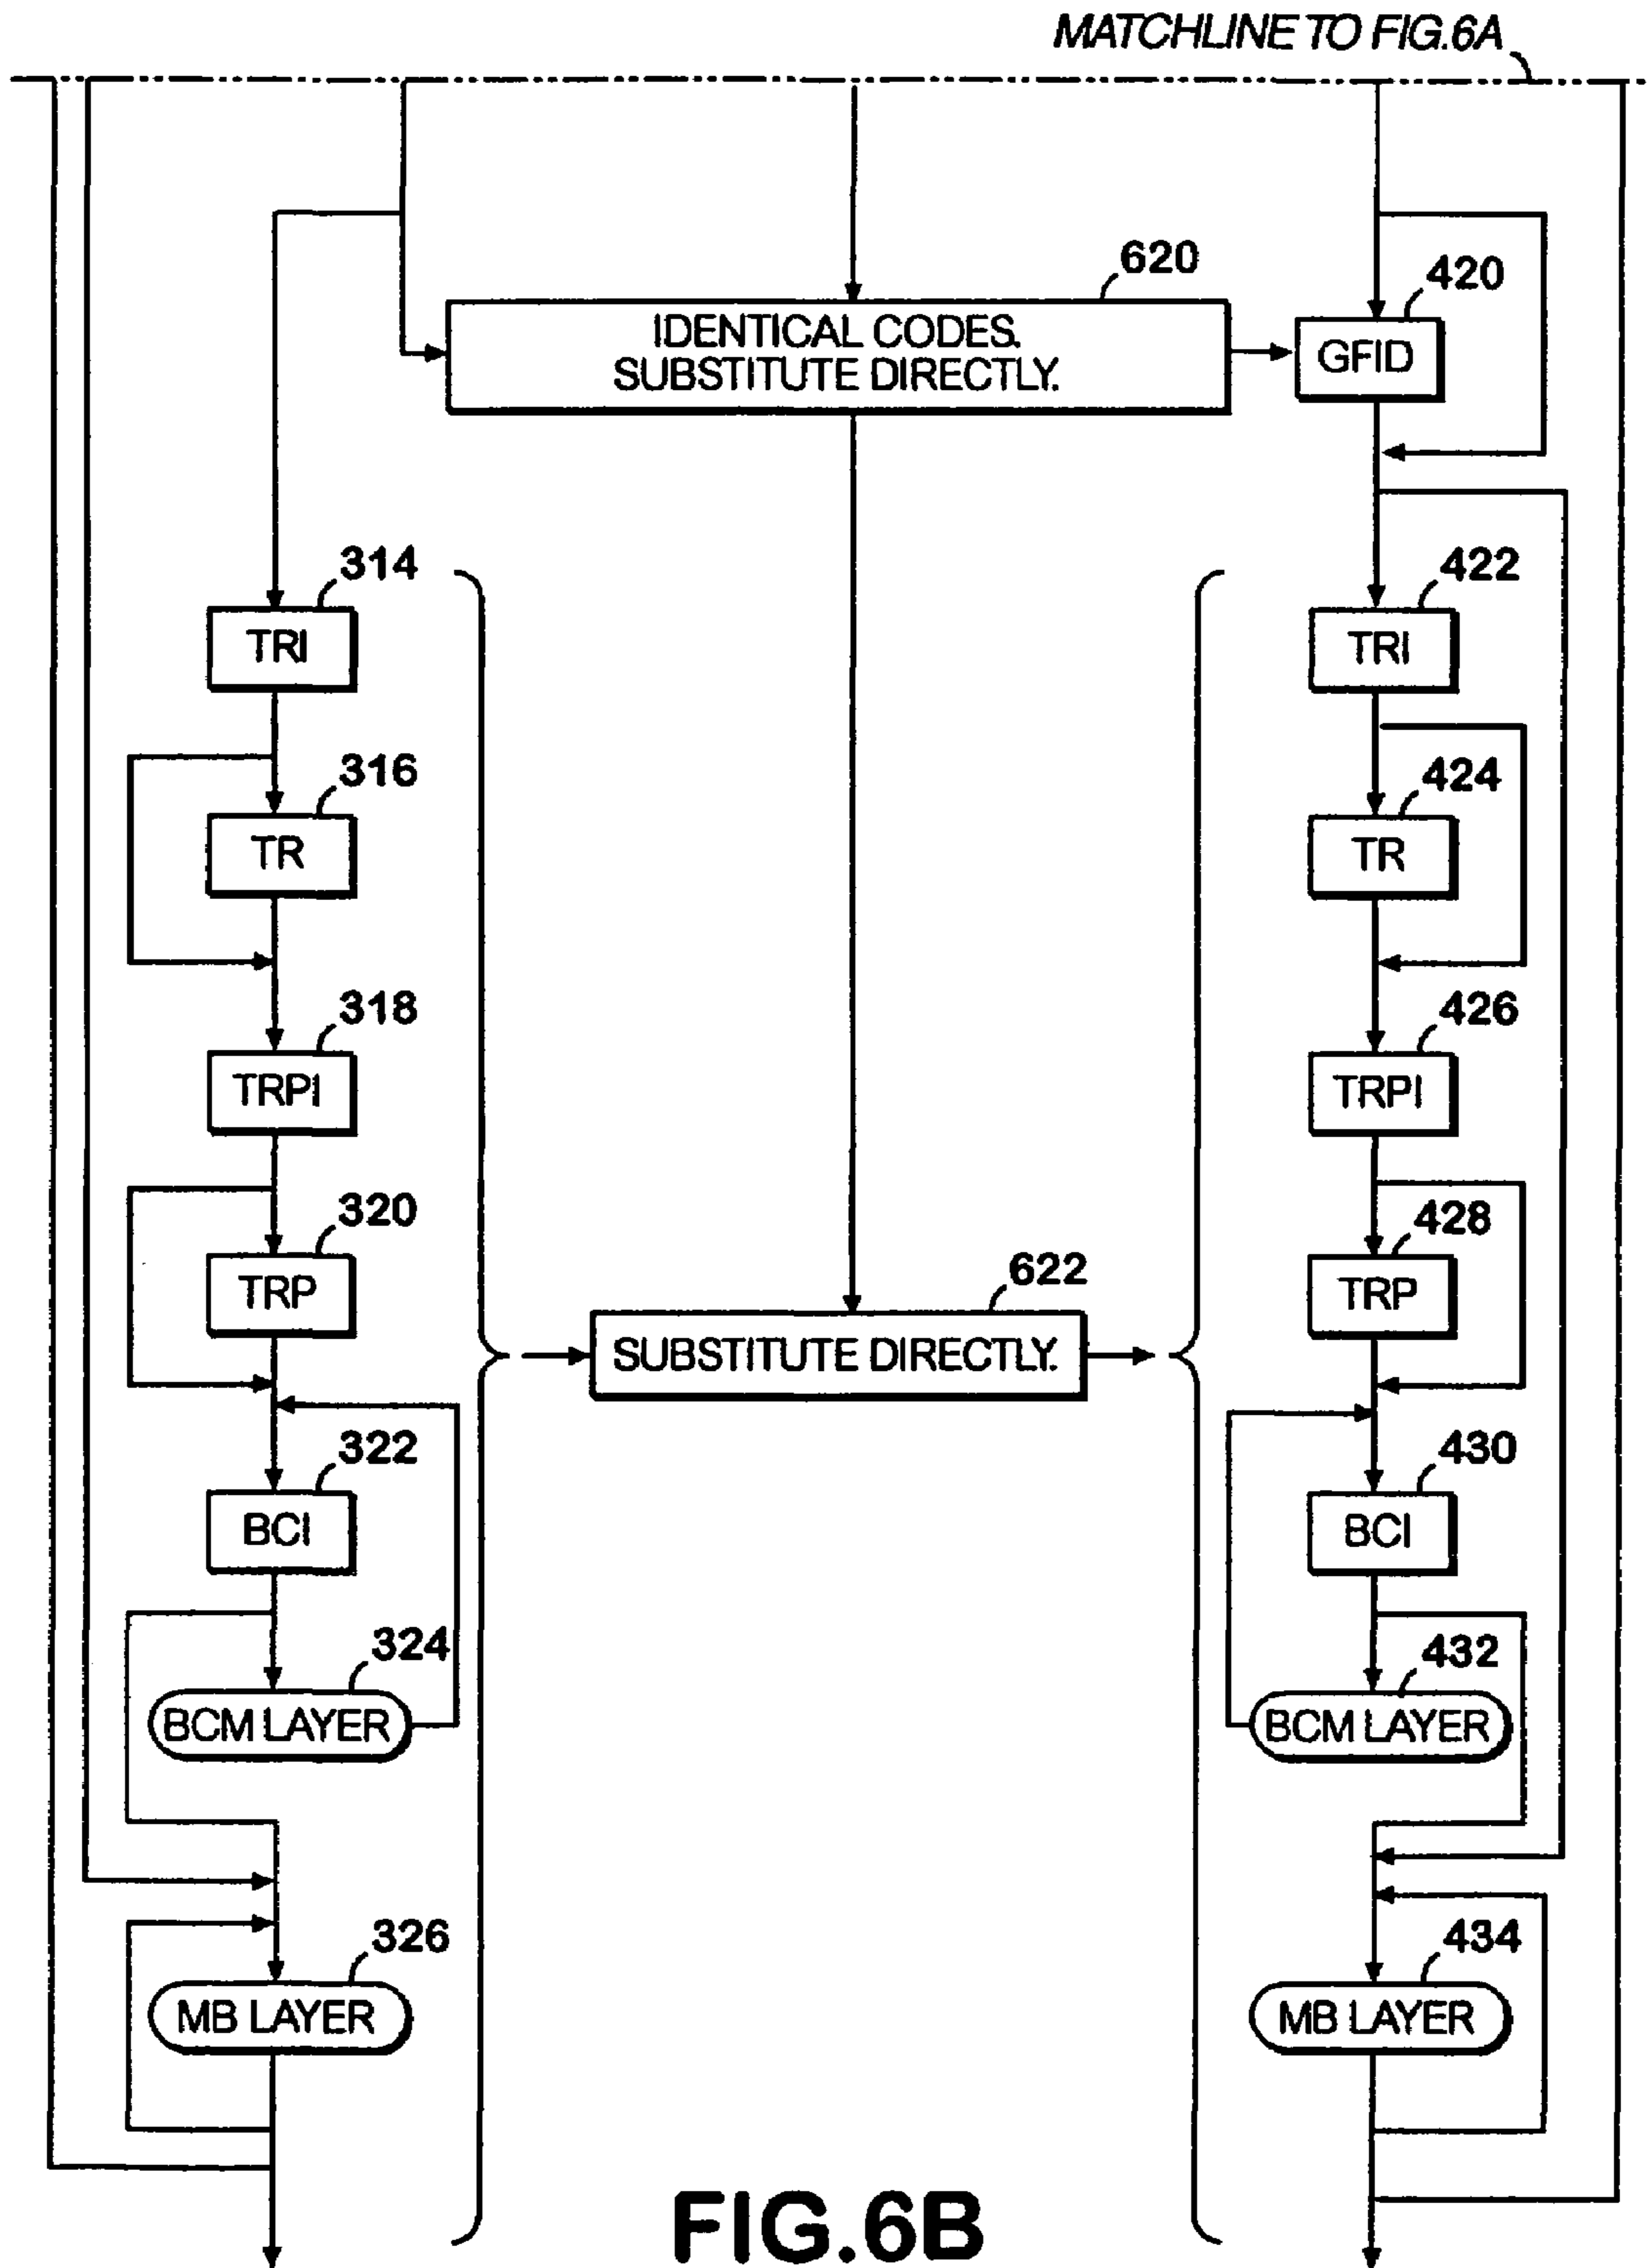 MATCHLINE TO FIG.6A
620
420
IDENTICAL CODES.
SUBSTITUTE DIRECTLY.
GFID
314
422
TRI
TRI
316
424
TR
TR
318
426
TRPI
TRPI
320
428
TRP
TRP
622
SUBSTITUTE DIRECTLY.
322
430
BCI
BCI
324
432
BCM LAYER
BCM LAYER
326
434
MB LAYER
MB LAYER
FIG.6B